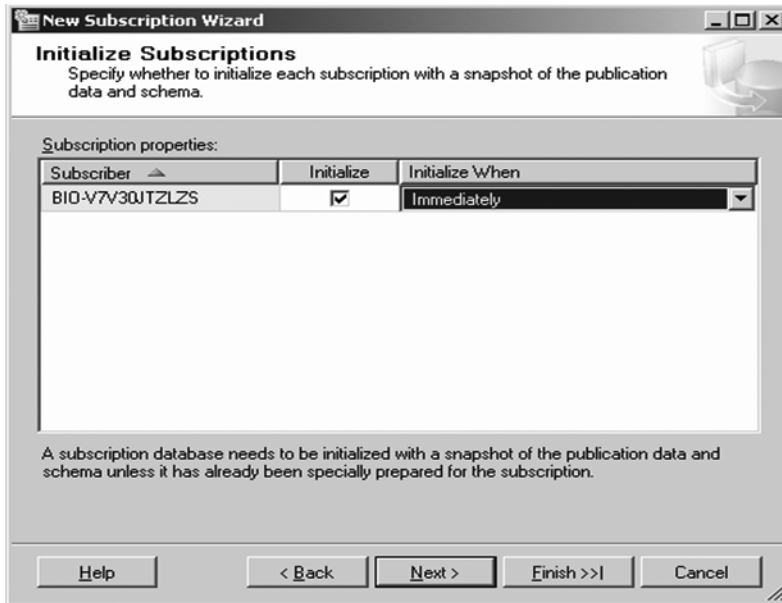 New Subscription Wizard
Initialize Subscriptions
Specify whether to initialize each subscription with a snapshot of the publication
data and schema.
Subscription properties:
Subscriber Initialize Initialize When
BIO-V7V30JTZLZS Immediately
A subscription database needs to be initialized with a snapshot of the publication data and
schema unless it has already been specially prepared for the subscription.
Help < Back Next > Finish >>| Cancel